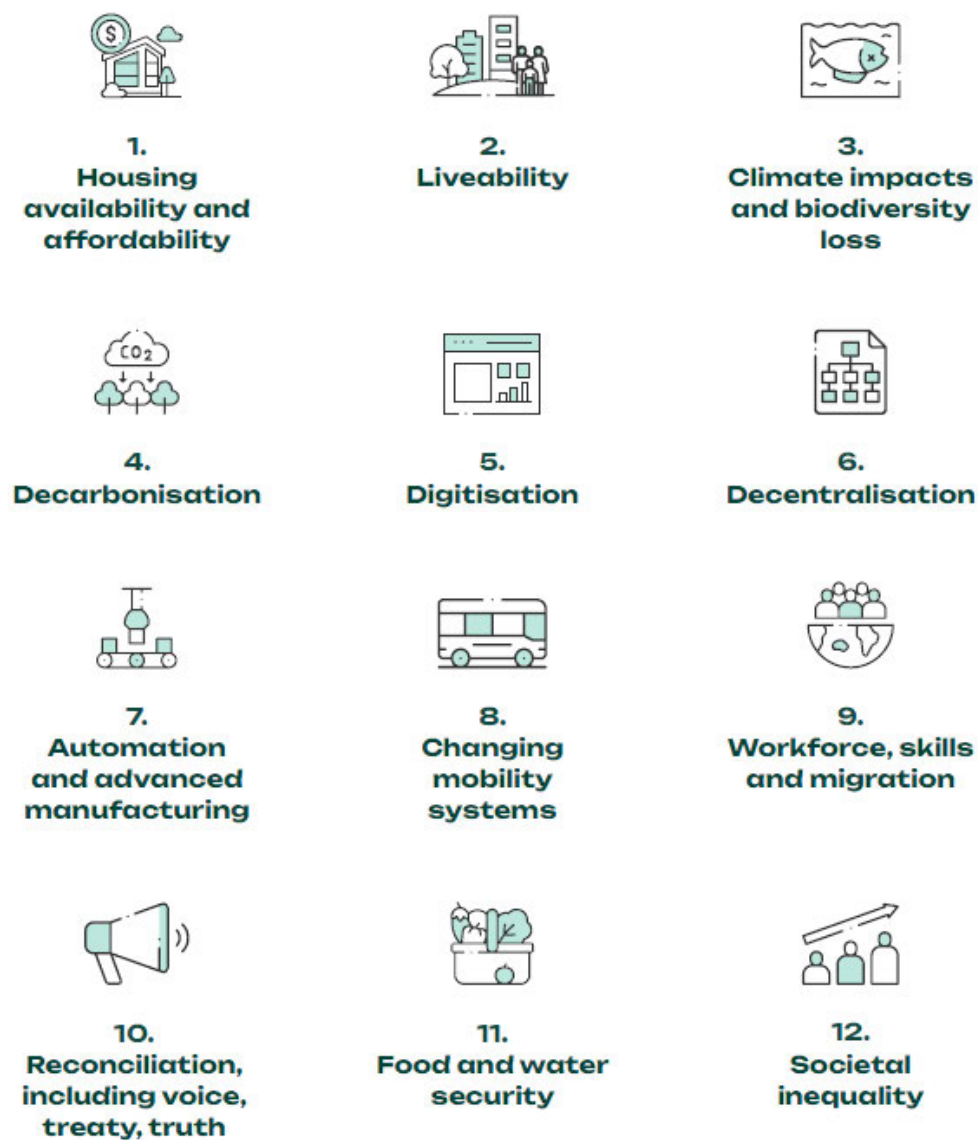 $
1.
Housing
availability and
affordability
2.
Liveability
3.
Climate impacts
and biodiversity
loss
CO2
4.
Decarbonisation
5.
Digitisation
6.
Decentralisation
7.
Automation
and advanced
manufacturing
8.
Changing
mobility
systems
9.
Workforce, skills
and migration
10.
Reconciliation,
including voice,
treaty, truth
11.
Food and water
security
12.
Societal
inequality